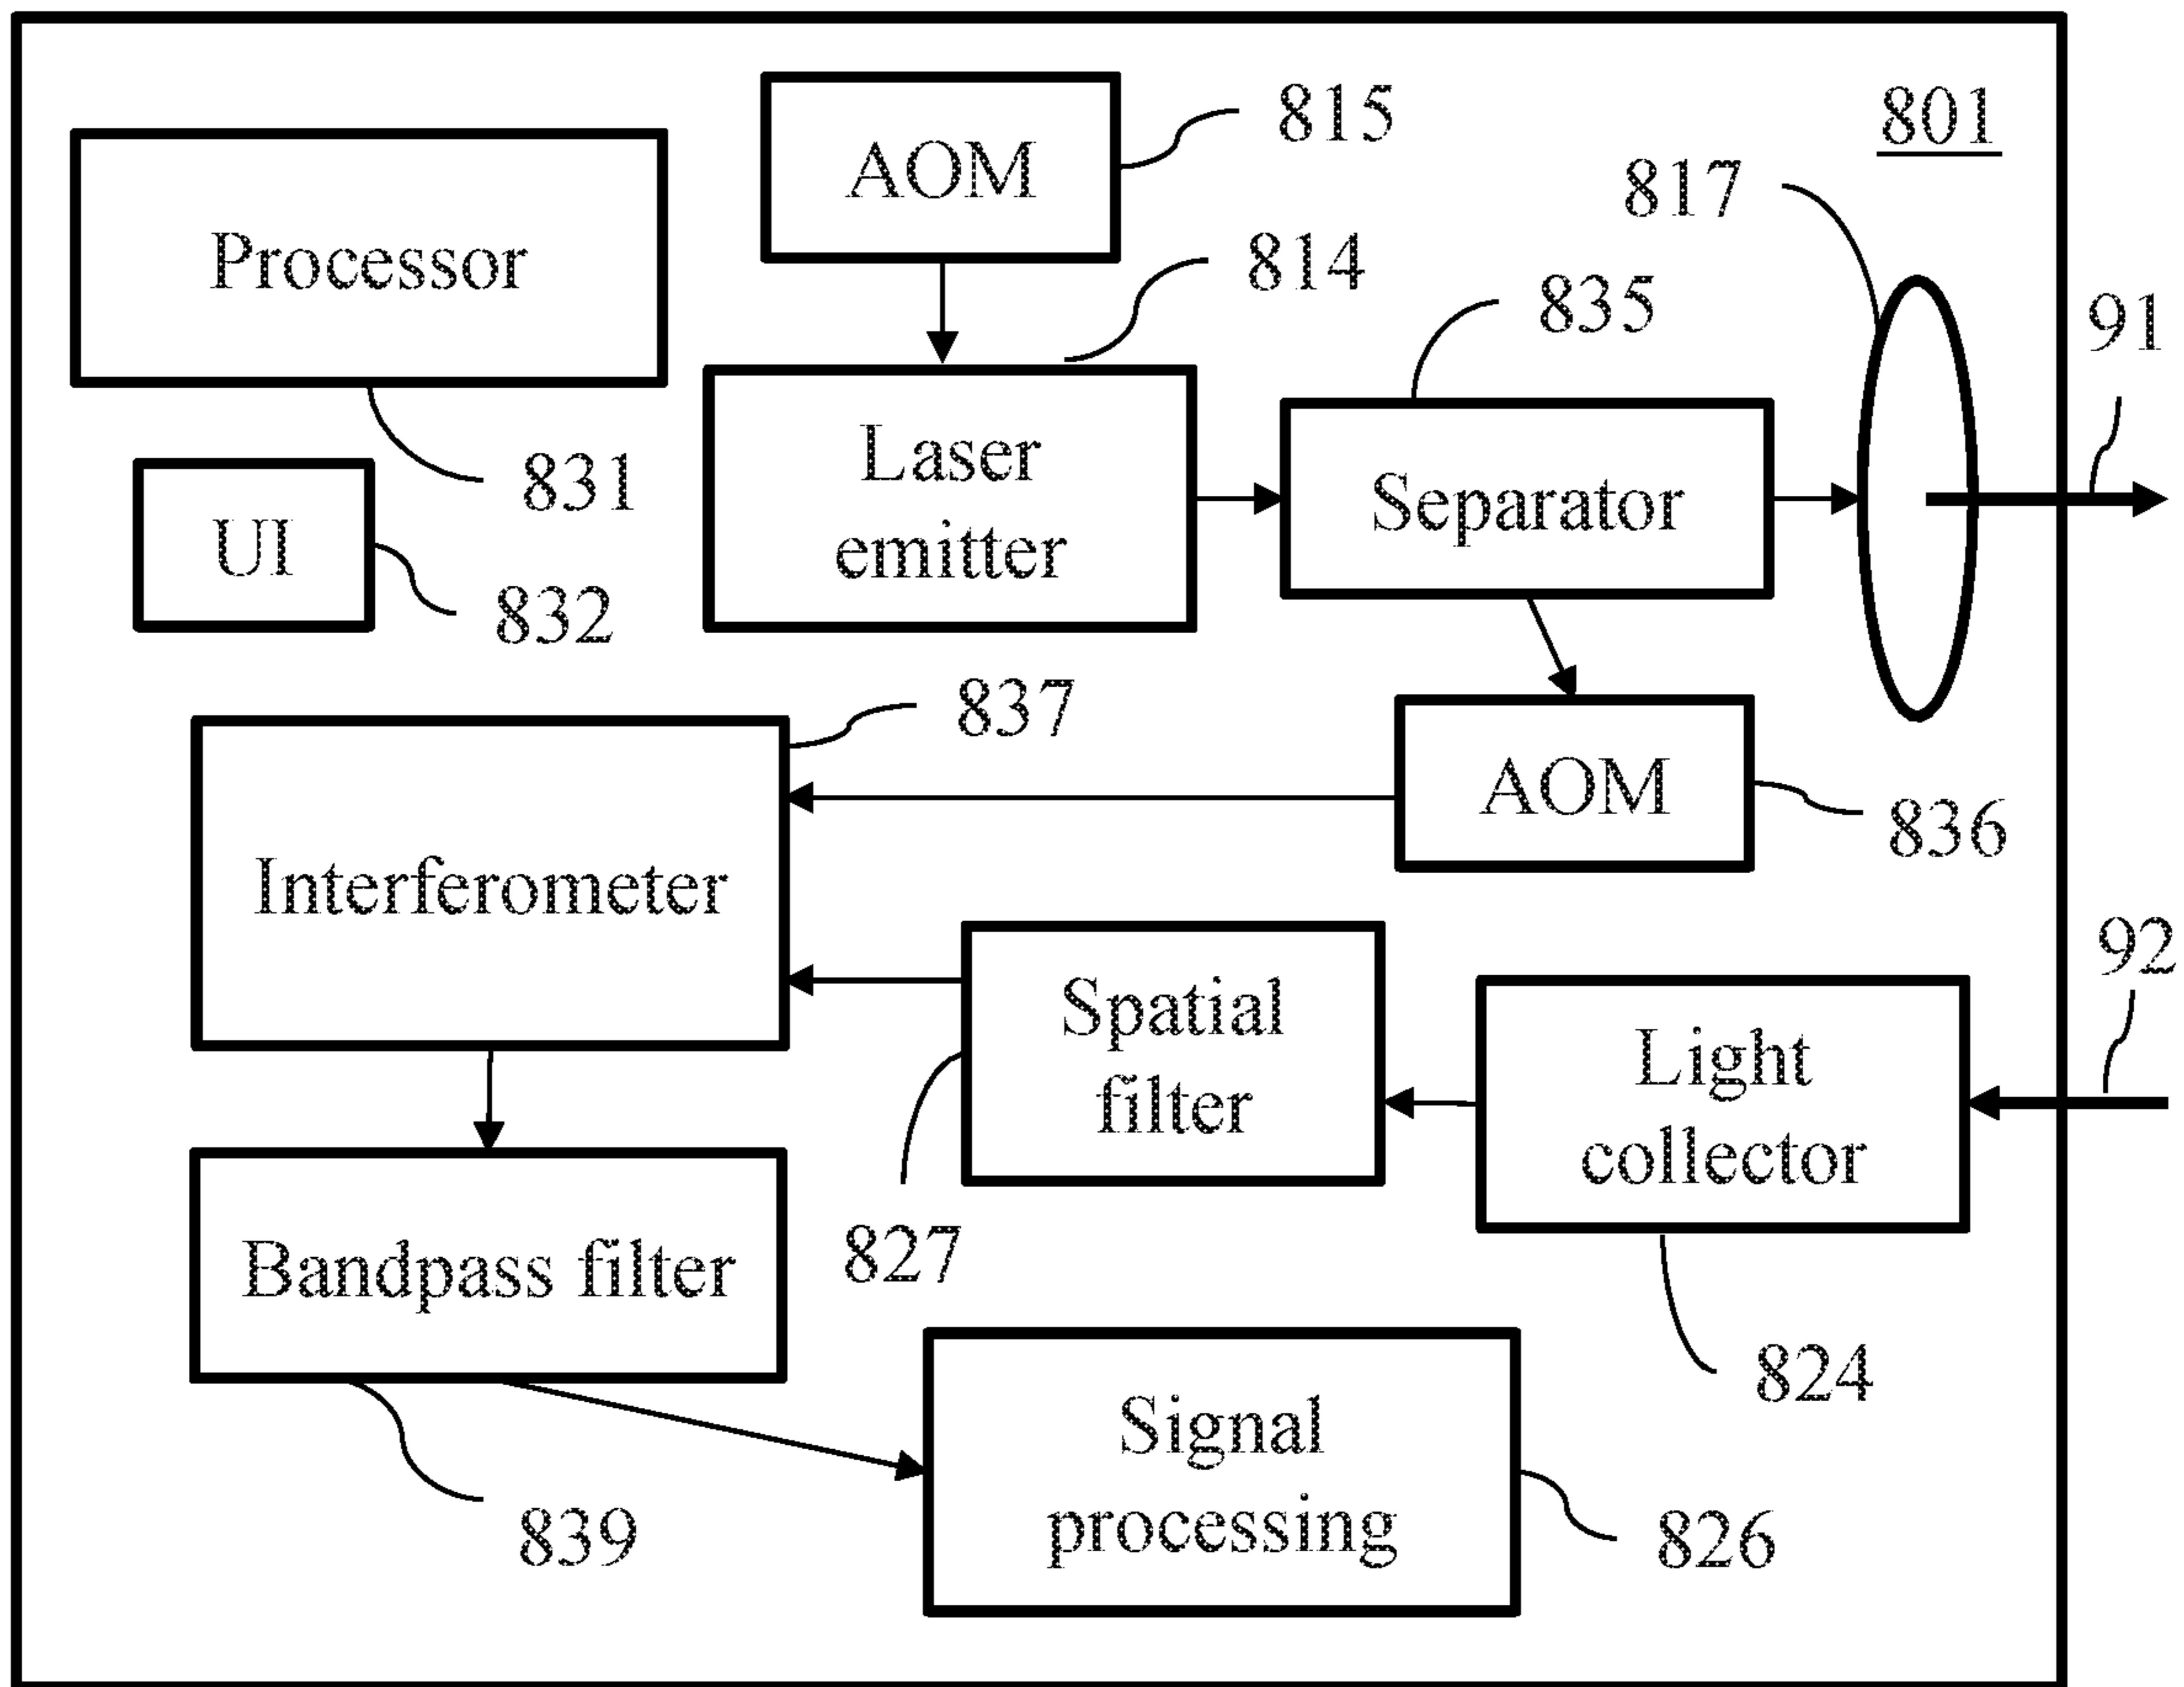 801
AOM
815
817
Processor
814
835
91
Laser
emitter
Separator
831
UI
832
837
AOM
836
Interferometer
92
Spatial
filter
Light
collector
827
Bandpass filter
824
Signal
processing
839
826